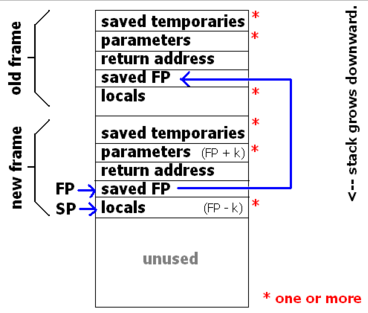 old frame
saved temporaries *
parameters *
return address
saved FP
locals *
new frame
*
saved temporaries
parameters (FP + k) *
return address
FP saved FP
SP locals (FP - k) *
unused
* one or more
<-- stack grows downward.